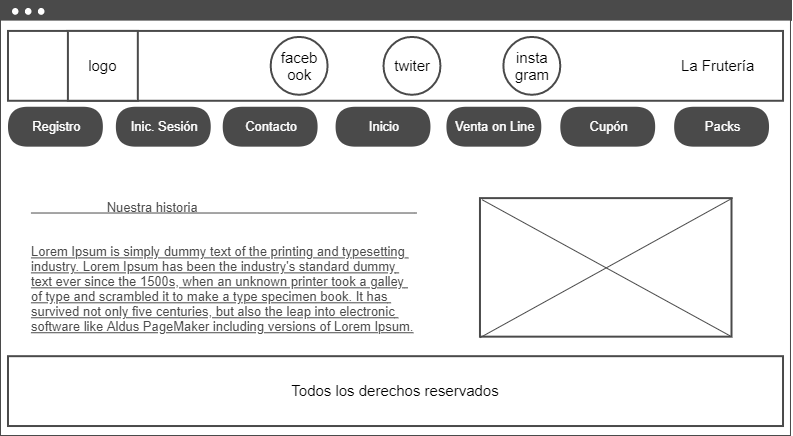 logo
faceb
ook
twiter
insta
gram
La Frutería
Registro
Inic. Sesión
Contacto
Inicio
Venta on Line
Cupón
Packs
Nuestra historia
Lorem Ipsum is simply dummy text of the printing and typesetting
industry. Lorem Ipsum has been the industry's standard dummy
text ever since the 1500s, when an unknown printer took a galley
of type and scrambled it to make a type specimen book. It has
survived not only five centuries, but also the leap into electronic
software like Aldus PageMaker including versions of Lorem Ipsum.
Todos los derechos reservados